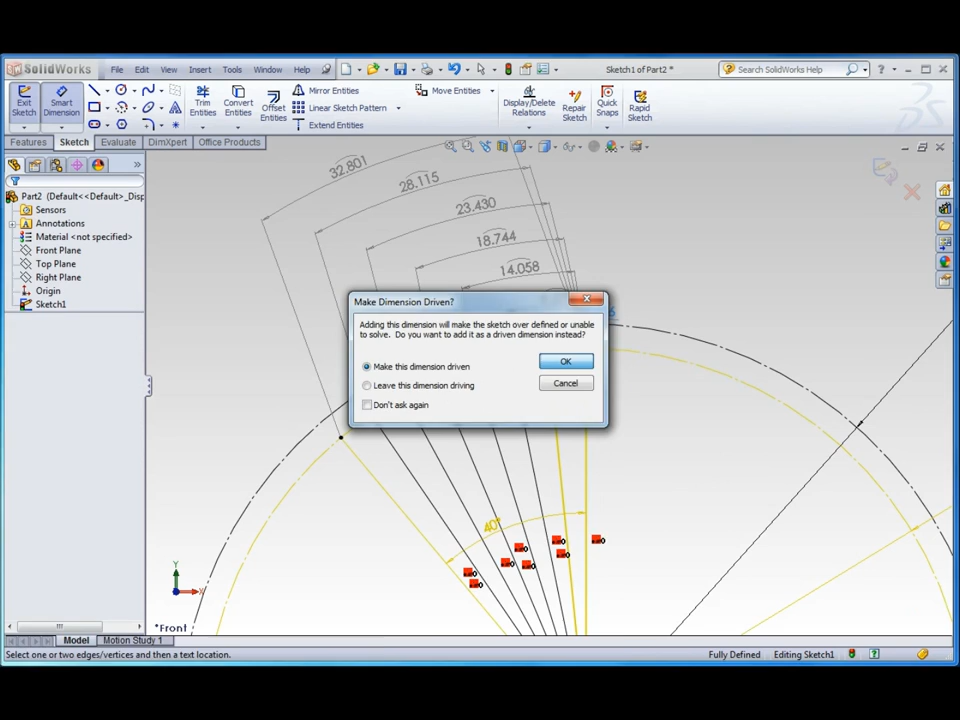 SolidWorks File Edit View Insert Tools Window Help Sketch1 of Part2 * Search SolidWorks Help
Exit Sketch
Smart Dimension
Trim Entities
Convert Entities
Offset Entities
Mirror Entities
Linear Sketch Pattern
Extend Entities
Move Entities
Display/Delete Relations
Repair Sketch
Quick Snaps
Rapid Sketch
Features Sketch Evaluate DimXpert Office Products
Part2 (Default<<Default>_Disp
Sensors
Annotations
Material <not specified>
Front Plane
Top Plane
Right Plane
Origin
Sketch1
32.801
28.115
23.430
18.744
14.058
Make Dimension Driven?
Adding this dimension will make the sketch over defined or unable
to solve. Do you want to add it as a driven dimension instead?
Make this dimension driven
Leave this dimension driving
Don't ask again
OK
Cancel
6
40°
Y
X
*Front
Model Motion Study 1
Select one or two edges/vertices and then a text location.
Fully Defined Editing Sketch1